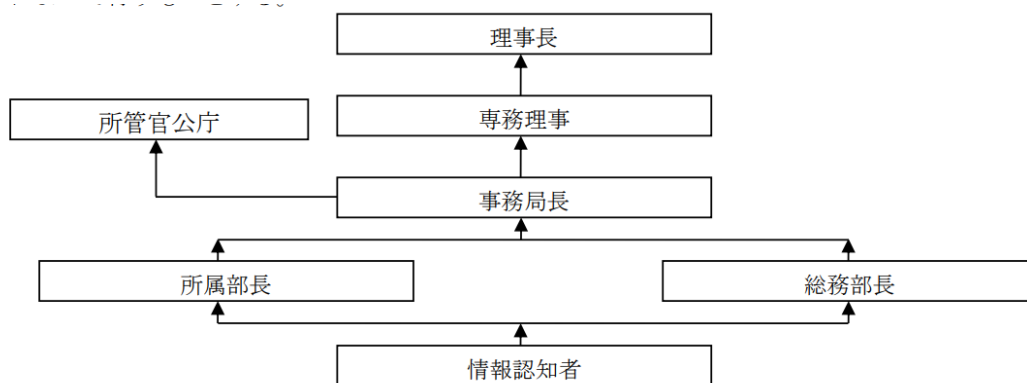 理事長
専務理事
所管官公庁
事務局長
所属部長
総務部長
情報認知者